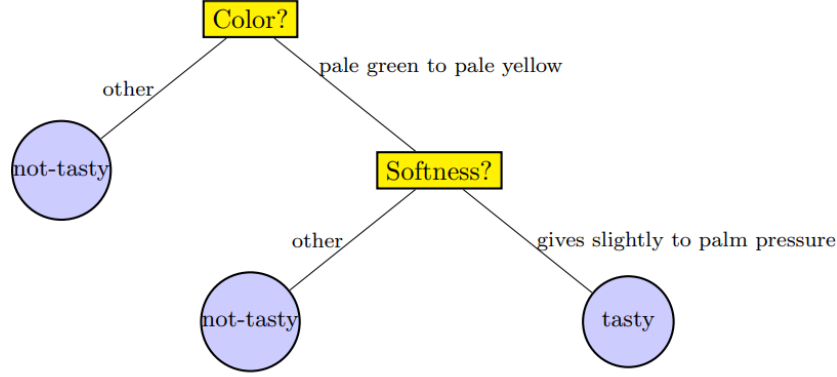 Color?
pale green to pale yellow
other
not-tasty
Softness?
other
gives slightly to palm pressure
not-tasty
tasty